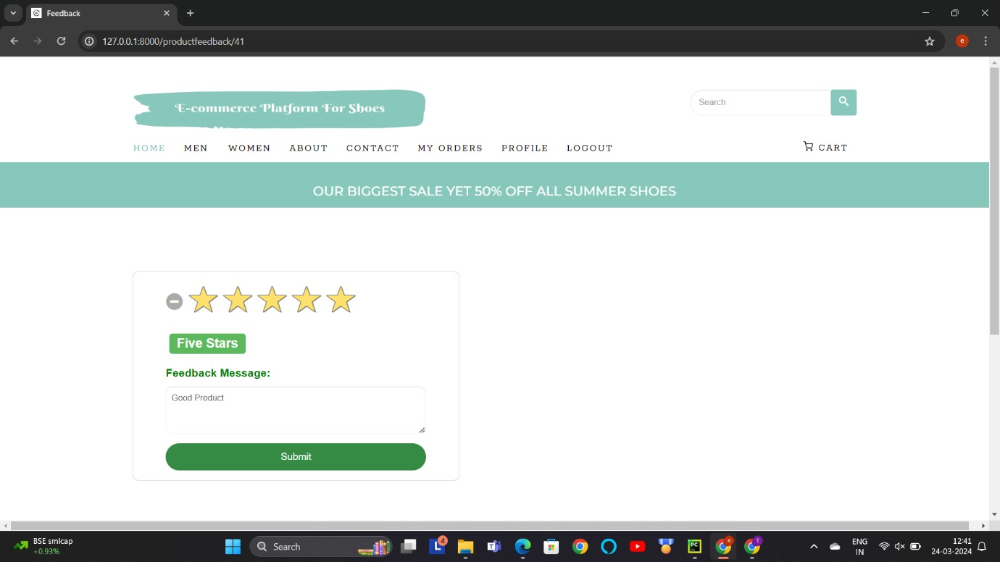 Feedback
127.0.0.1:8000/productfeedback/41
E-commerce Platform For Shoes
Search
HOME MEN WOMEN ABOUT CONTACT MY ORDERS PROFILE LOGOUT CART
OUR BIGGEST SALE YET 50% OFF ALL SUMMER SHOES
Five Stars
Feedback Message:
Good Product
Submit
BSE smlcap
+0.93%
Search
4
ENG
IN
12:41
24-03-2024